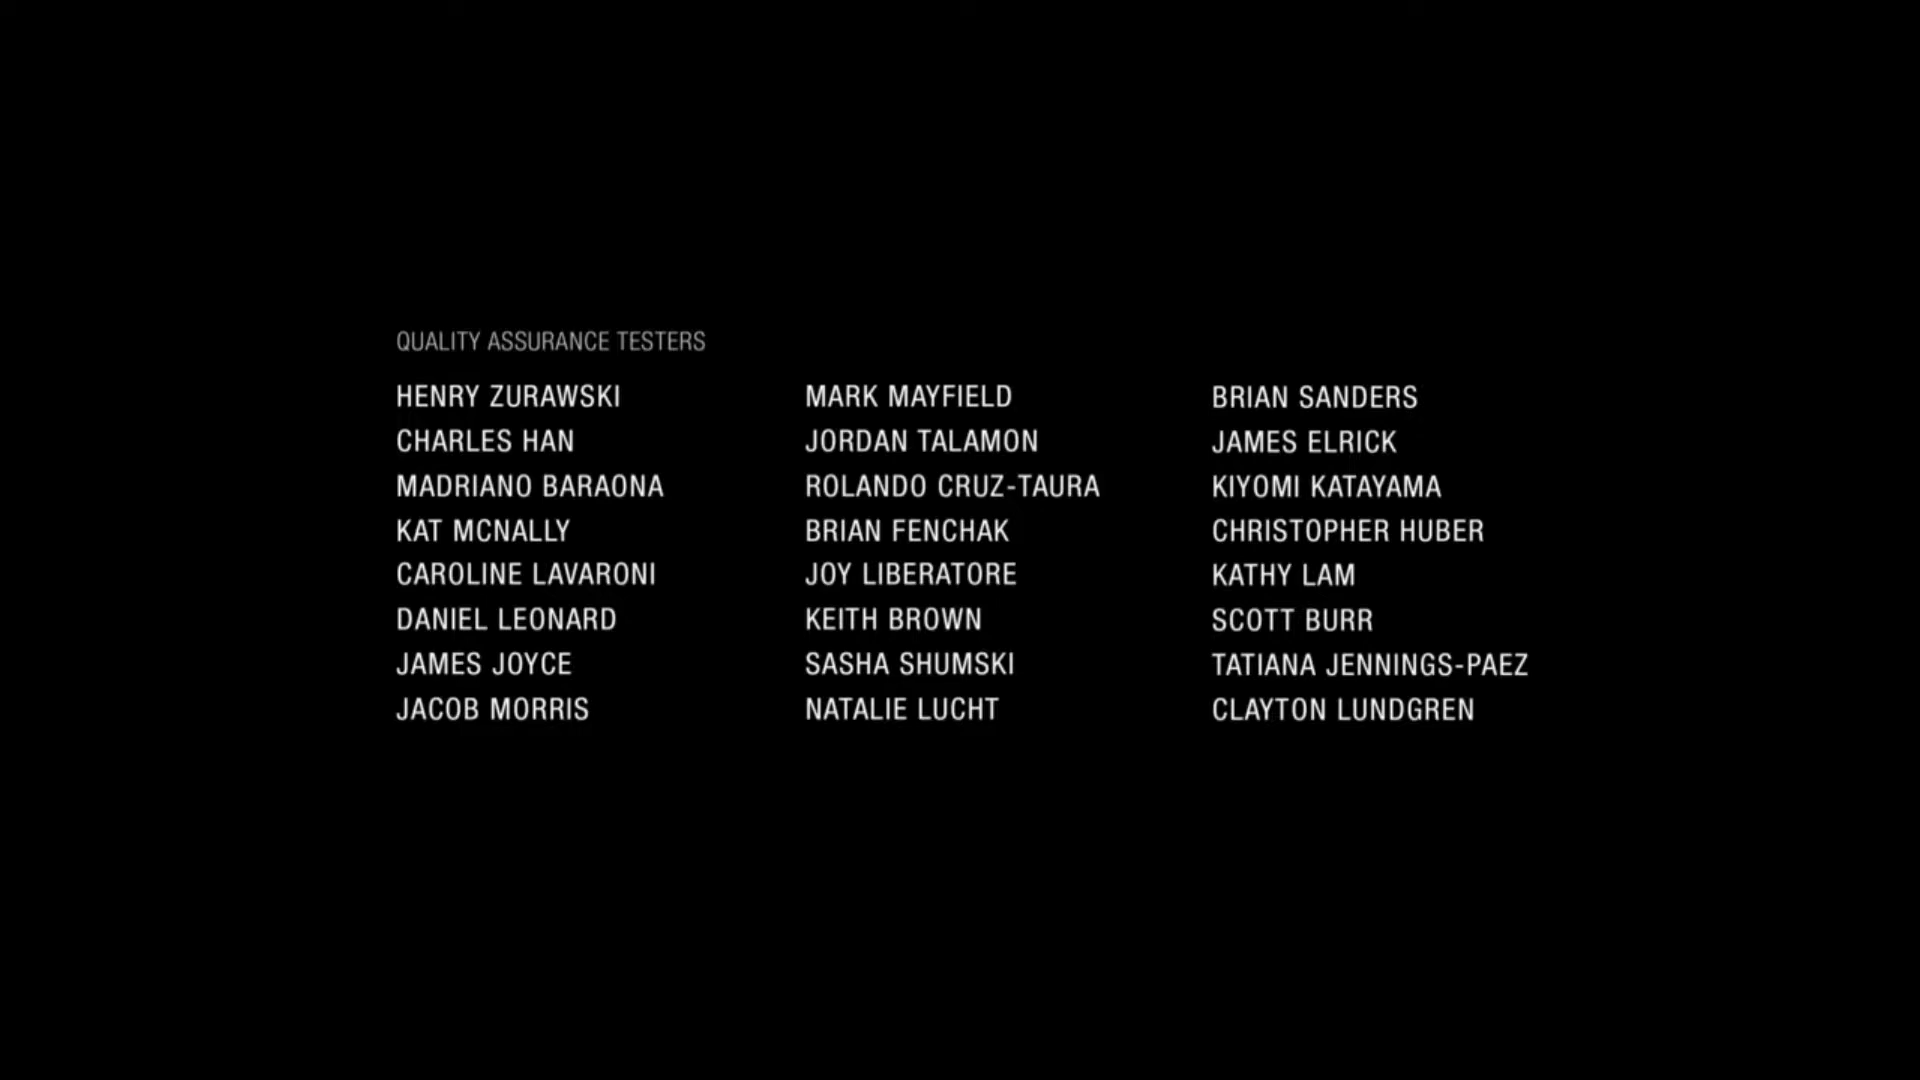 QUALITY ASSURANCE TESTERS
HENRY ZURAWSKI
CHARLES HAN
MADRIANO BARAONA
KAT MCNALLY
CAROLINE LAVARONI
DANIEL LEONARD
JAMES JOYCE
JACOB MORRIS
MARK MAYFIELD
JORDAN TALAMON
ROLANDO CRUZ-TAURA
BRIAN FENCHAK
JOY LIBERATORE
KEITH BROWN
SASHA SHUMSKI
NATALIE LUCHT
BRIAN SANDERS
JAMES ELRICK
KIYOMI KATAYAMA
CHRISTOPHER HUBER
KATHY LAM
SCOTT BURR
TATIANA JENNINGS-PAEZ
CLAYTON LUNDGREN